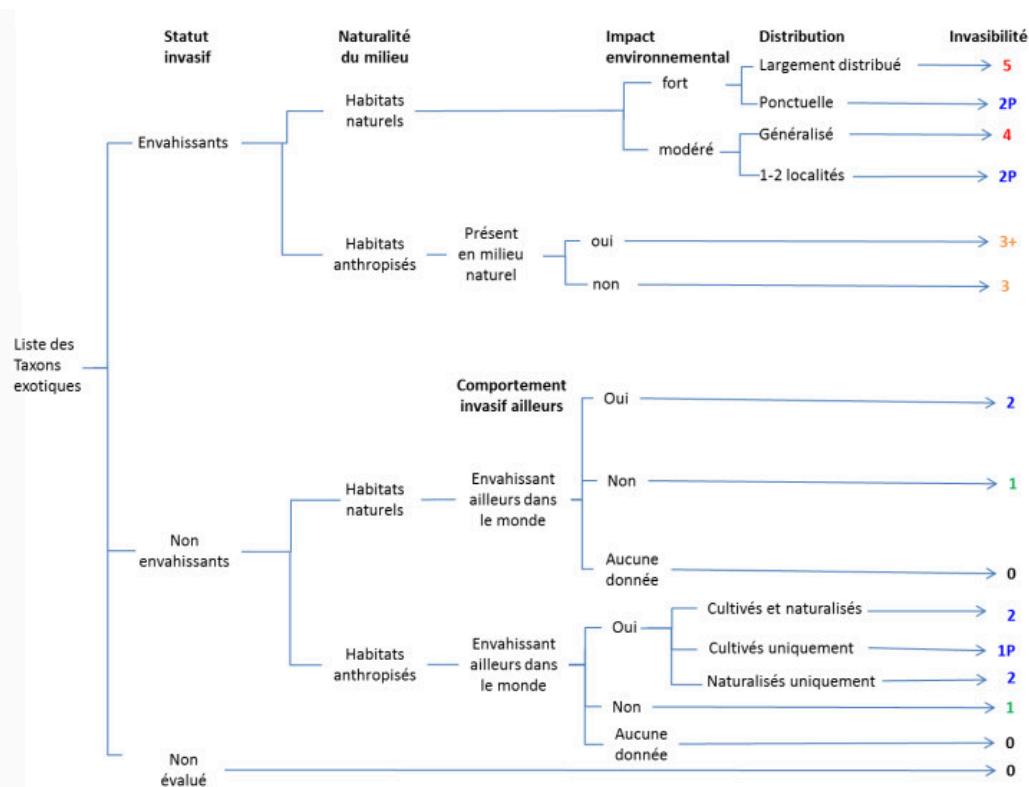 Statut
invasif
Naturalité
du milieu
Impact
environnemental
Distribution
Invasibilité
Largement distribué
5
fort
Habitats
naturels
Ponctuelle
2P
Envahissants
Généralisé
4
modéré
1-2 localités
2P
Habitats
anthropisés
Présent
en milieu
naturel
oui
3+
non
3
Liste des
Taxons
exotiques
Comportement
invasif ailleurs
Oui
2
Habitats
naturels
Envahissant
ailleurs dans
le monde
Non
1
Non
envahissants
Aucune
donnée
0
Cultivés et naturalisés
2
Oui
Habitats
anthropisés
Envahissant
ailleurs dans
le monde
Cultivés uniquement
1P
Naturalisés uniquement
2
Non
1
Aucune
donnée
0
Non
évalué
0